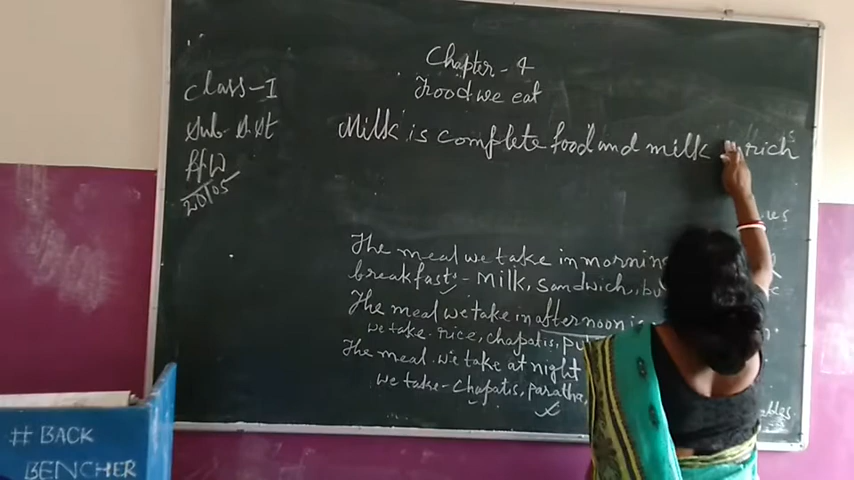 Chapter - 4
Food we eat
Class - I
Sub - S.St
20/05
Milk is complete food and milk rich
The meal we take in morning
breakfast - milk, sandwich,
The meal we take in afternoon
we take - rice, chapatis,
The meal we take at night
we take - chapatis, paratha,
# BACK
BENCHER